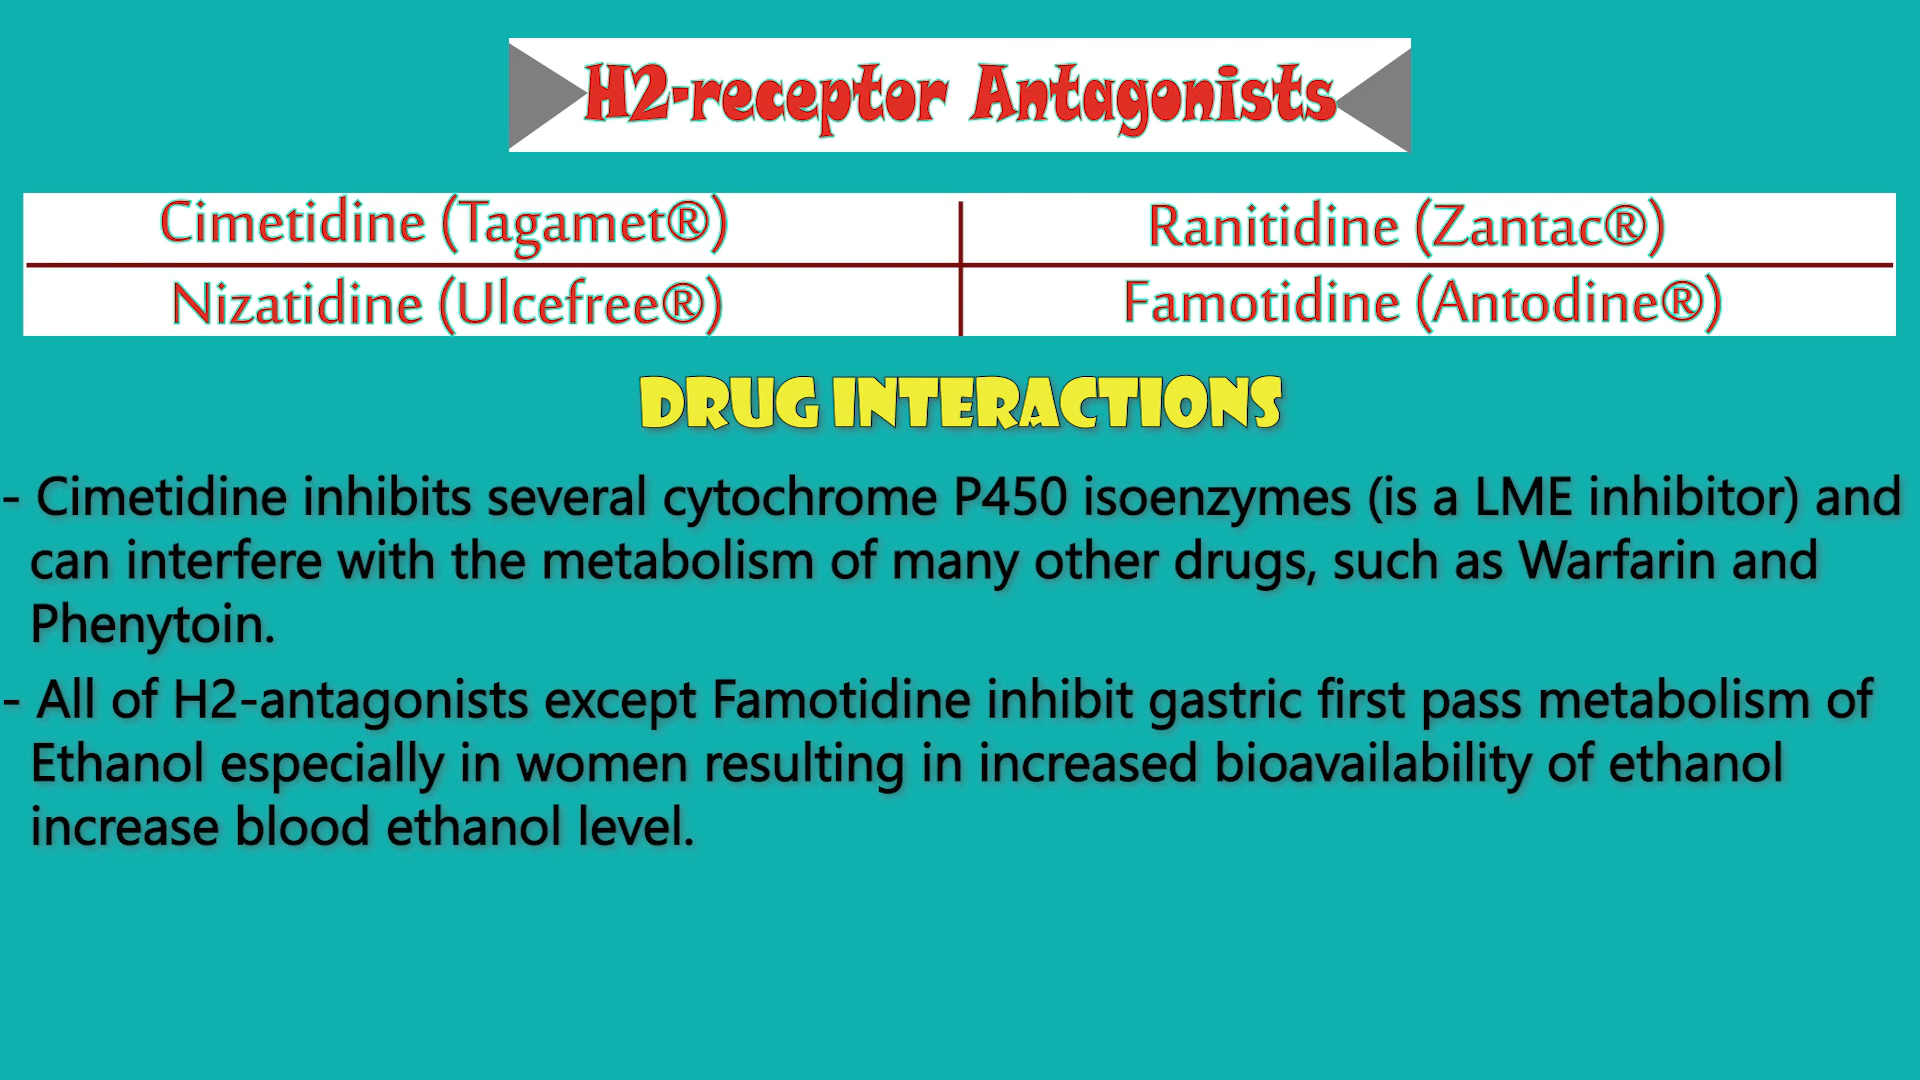 H2-receptor Antagonists
Cimetidine (Tagamet®)
Ranitidine (Zantac®)
Nizatidine (Ulcefree®)
Famotidine (Antodine®)
DRUG INTERACTIONS
- Cimetidine inhibits several cytochrome P450 isoenzymes (is a LME inhibitor) and
can interfere with the metabolism of many other drugs, such as Warfarin and
Phenytoin.
- All of H2-antagonists except Famotidine inhibit gastric first pass metabolism of
Ethanol especially in women resulting in increased bioavailability of ethanol
increase blood ethanol level.